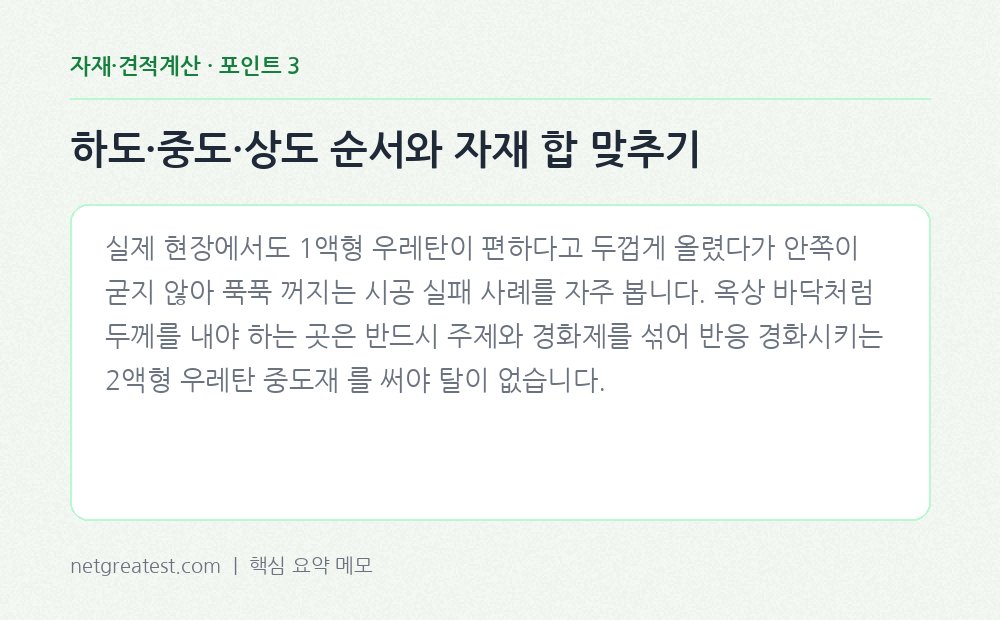 자재·견적계산 · 포인트 3
하도·중도·상도 순서와 자재 합 맞추기
실제 현장에서도 1액형 우레탄이 편하다고 두껍게 올렸다가 안쪽이
굳지 않아 푹푹 꺼지는 시공 실패 사례를 자주 봅니다. 옥상 바닥처럼
두께를 내야 하는 곳은 반드시 주제와 경화제를 섞어 반응 경화시키는
2액형 우레탄 중도재 를 써야 탈이 없습니다.
netgreatest.com | 핵심 요약 메모